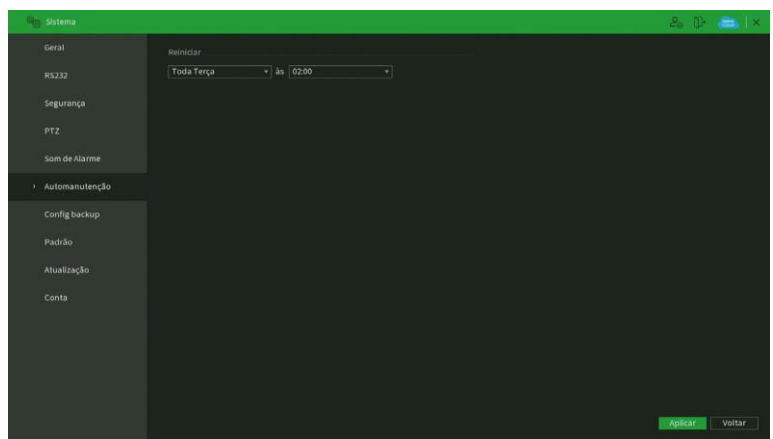 Sistema
Geral
RS232
Segurança
PTZ
Som de Alarme
Automanutenção
Config backup
Padrão
Atualização
Conta
Reiniciar
Toda Terça às 02:00
Aplicar Voltar